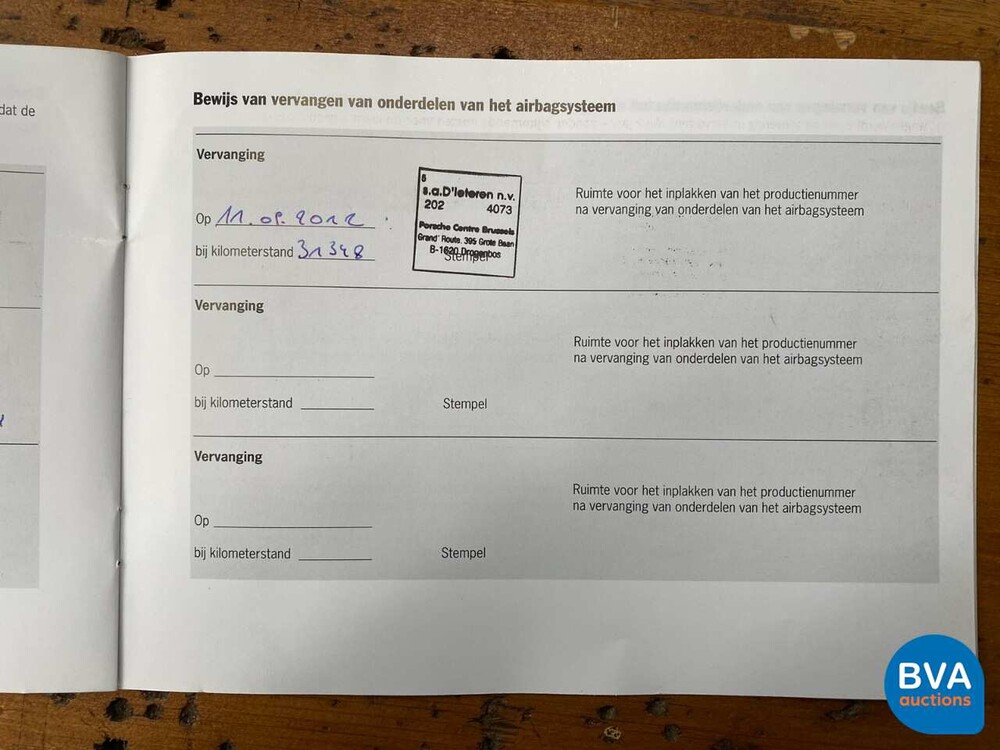 dat de
Bewijs van vervangen van onderdelen van het airbagsysteem
Vervanging
Op 11.09.2012
bij kilometerstand 31348
s.a.D'Ieteren n.v.
202 4073
Porsche Centre Brussels
Grand' Route. 395 Grote Baan
B-1620 Drogenbos
Stempel
Ruimte voor het inplakken van het productienummer
na vervanging van onderdelen van het airbagsysteem
Vervanging
Op
bij kilometerstand
Stempel
Ruimte voor het inplakken van het productienummer
na vervanging van onderdelen van het airbagsysteem
Vervanging
Op
bij kilometerstand
Stempel
Ruimte voor het inplakken van het productienummer
na vervanging van onderdelen van het airbagsysteem
BVA
auctions